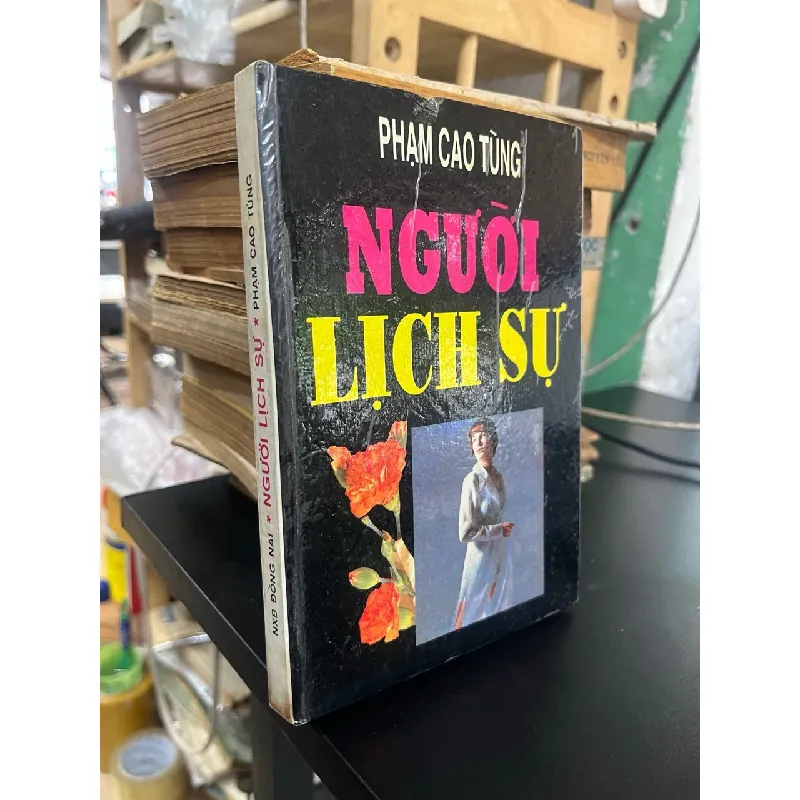 PHẠM CAO TÙNG
NGƯỜI
LỊCH SỰ
NXB ĐỒNG NAI * NGƯỜI LỊCH SỰ * PHẠM CAO TÙNG